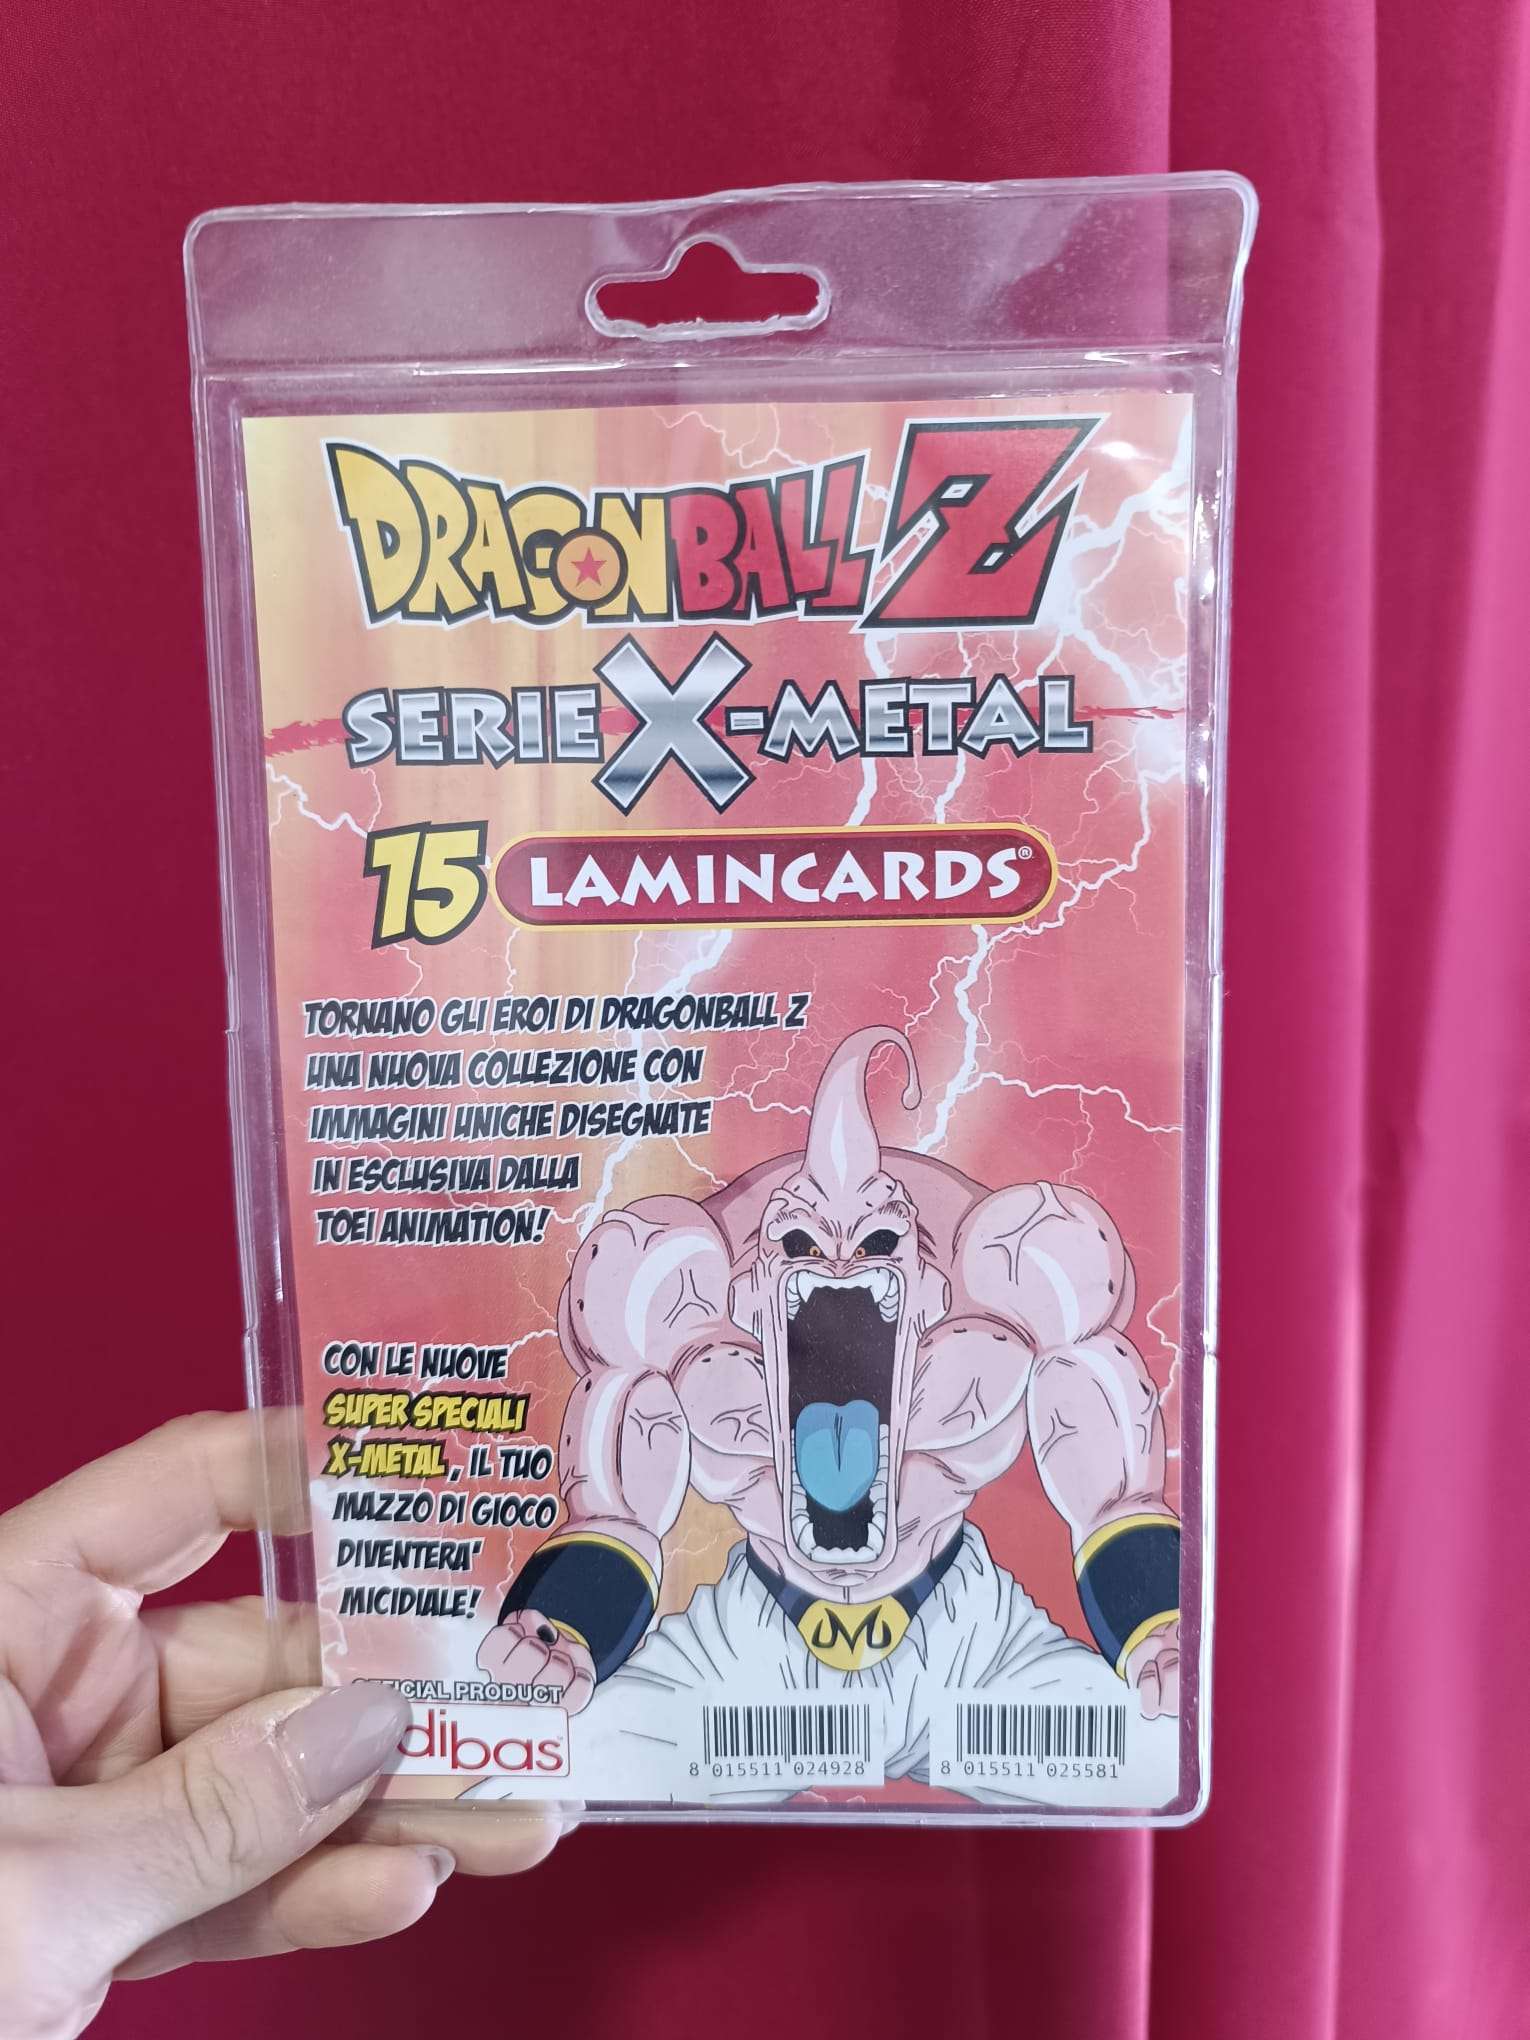 DRAGONBALL Z
SERIE X-METAL
15 LAMINCARDS®
TORNANO GLI EROI DI DRAGONBALL Z
UNA NUOVA COLLEZIONE CON
IMMAGINI UNICHE DISEGNATE
IN ESCLUSIVA DALLA
TOEI ANIMATION!
CON LE NUOVE
SUPER SPECIALI
X-METAL, IL TUO
MAZZO DI GIOCO
DIVENTERA'
MICIDIALE!
OFFICIAL PRODUCT
dibas
8 015511 024928
8 015511 025581